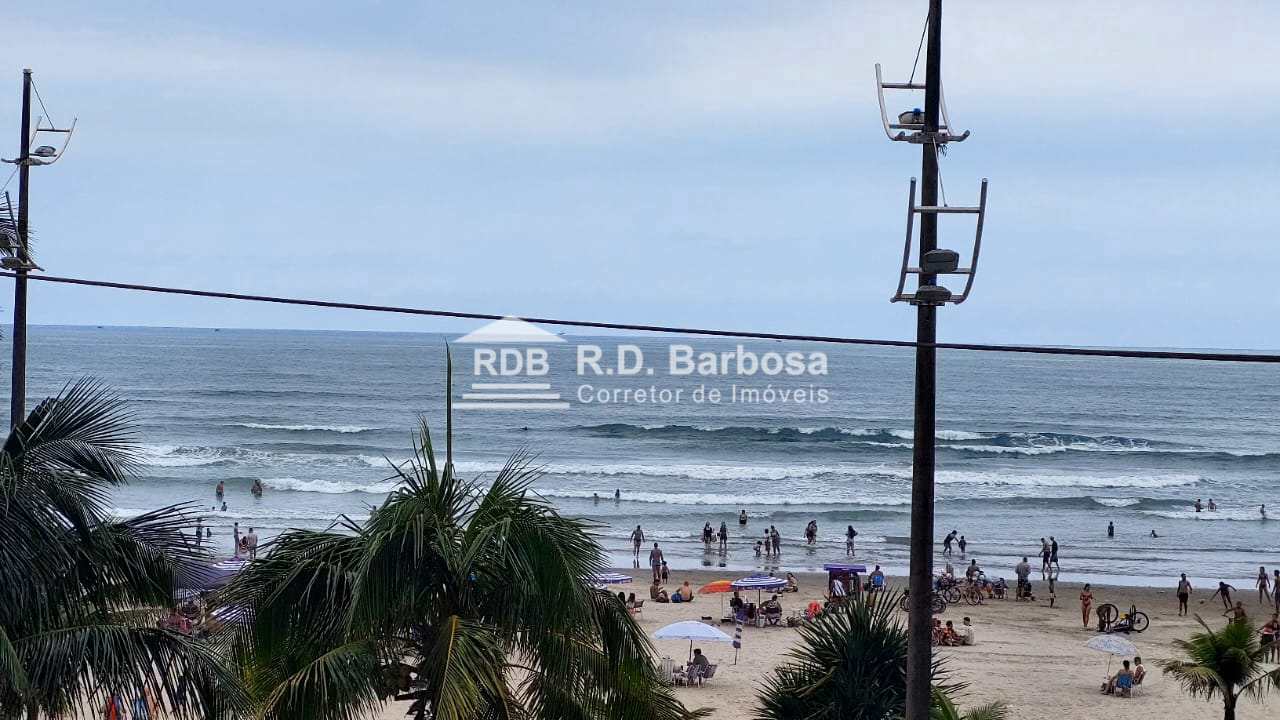 RDB
R.D. Barbosa
Corretor de Imóveis